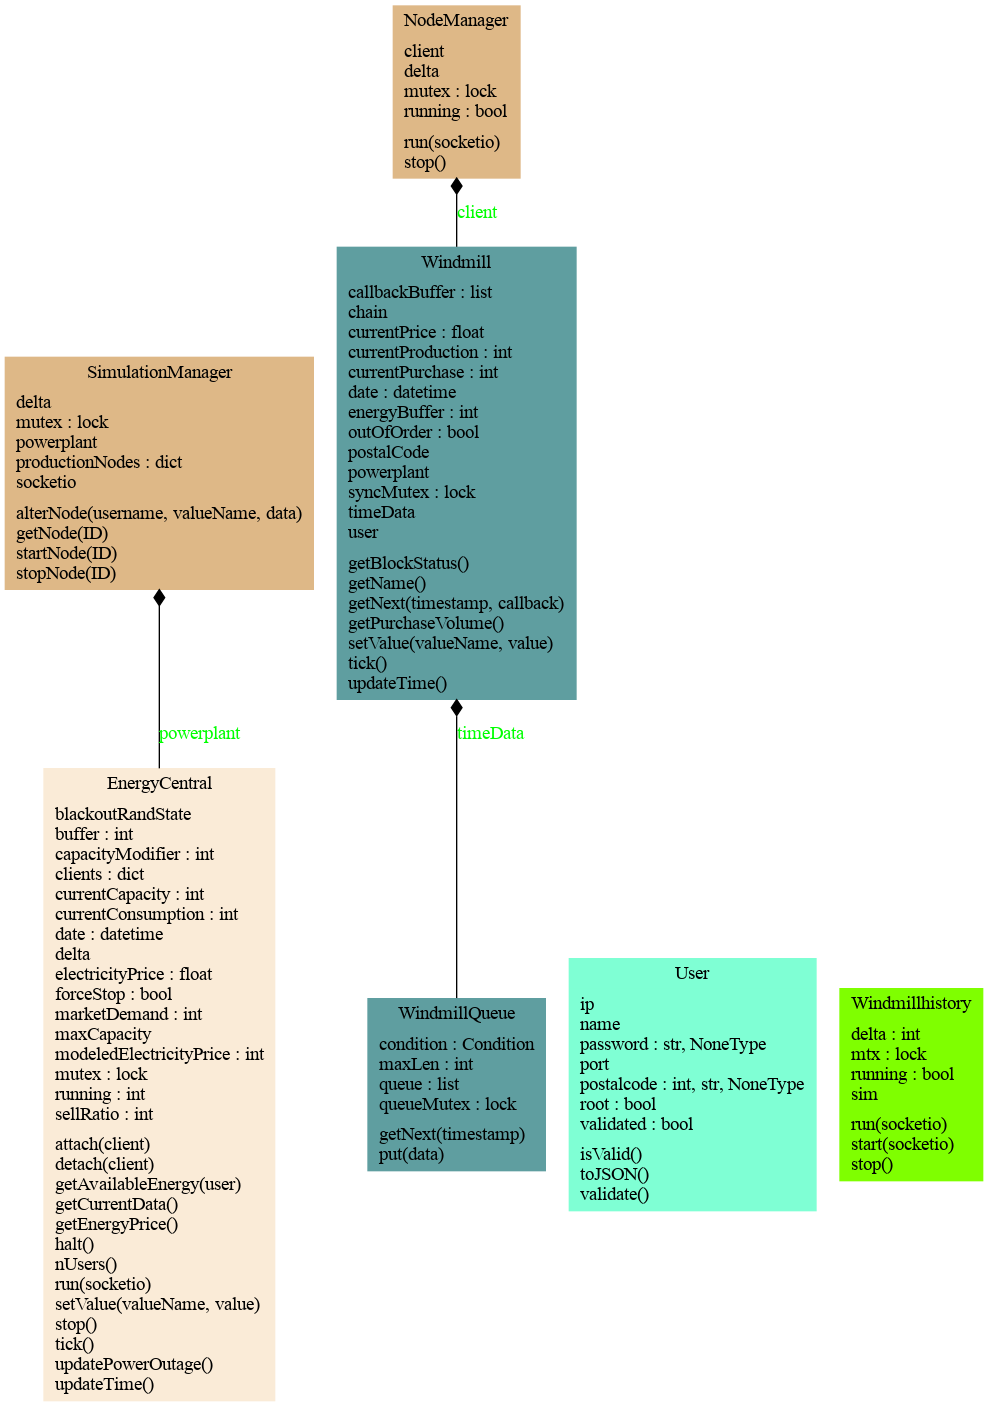 NodeManager
client
delta
mutex : lock
running : bool
run(socketio)
stop()
client
Windmill
callbackBuffer : list
chain
currentPrice : float
currentProduction : int
currentPurchase : int
date : datetime
energyBuffer : int
outOfOrder : bool
postalCode
powerplant
syncMutex : lock
timeData
user
getBlockStatus()
getName()
getNext(timestamp, callback)
getPurchaseVolume()
setValue(valueName, value)
tick()
updateTime()
SimulationManager
delta
mutex : lock
powerplant
productionNodes : dict
socketio
alterNode(username, valueName, data)
getNode(ID)
startNode(ID)
stopNode(ID)
powerplant
timeData
EnergyCentral
blackoutRandState
buffer : int
capacityModifier : int
clients : dict
currentCapacity : int
currentConsumption : int
date : datetime
delta
electricityPrice : float
forceStop : bool
marketDemand : int
maxCapacity
modeledElectricityPrice : int
mutex : lock
running : int
sellRatio : int
attach(client)
detach(client)
getAvailableEnergy(user)
getCurrentData()
getEnergyPrice()
halt()
nUsers()
run(socketio)
setValue(valueName, value)
stop()
tick()
updatePowerOutage()
updateTime()
WindmillQueue
condition : Condition
maxLen : int
queue : list
queueMutex : lock
getNext(timestamp)
put(data)
User
ip
name
password : str, NoneType
port
postalcode : int, str, NoneType
root : bool
validated : bool
isValid()
toJSON()
validate()
Windmillhistory
delta : int
mtx : lock
running : bool
sim
run(socketio)
start(socketio)
stop()